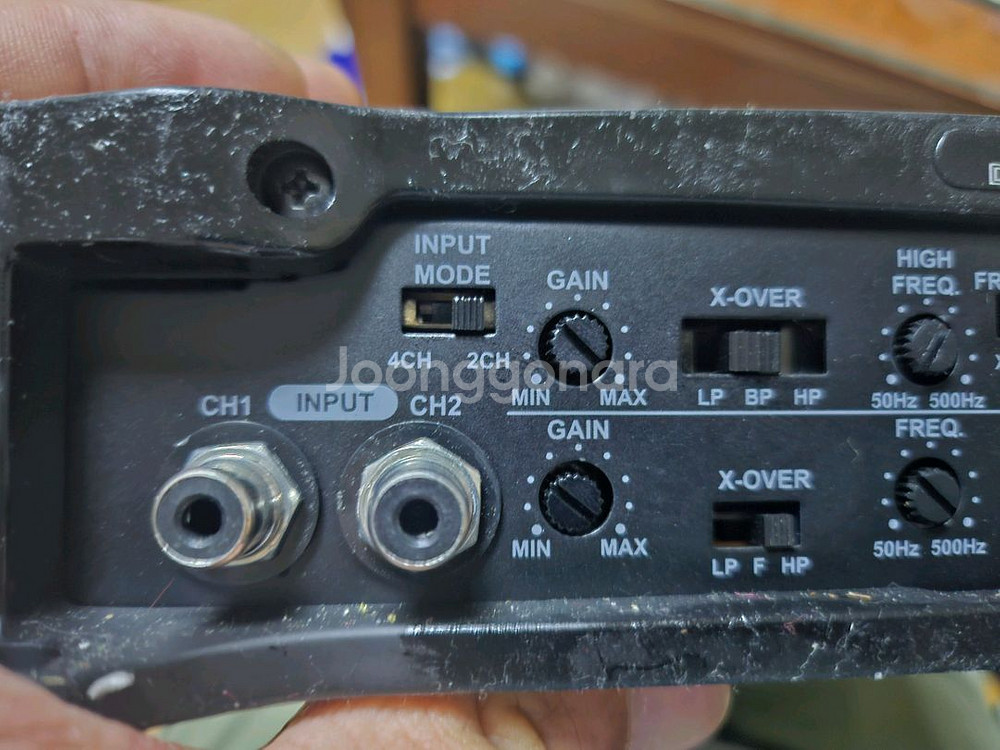 INPUT
MODE
4CH 2CH
GAIN
MIN MAX
X-OVER
LP BP HP
HIGH
FREQ.
50Hz 500Hz
FR
Joonggonara
CH1 INPUT CH2
GAIN
MIN MAX
X-OVER
LP F HP
FREQ.
50Hz 500Hz